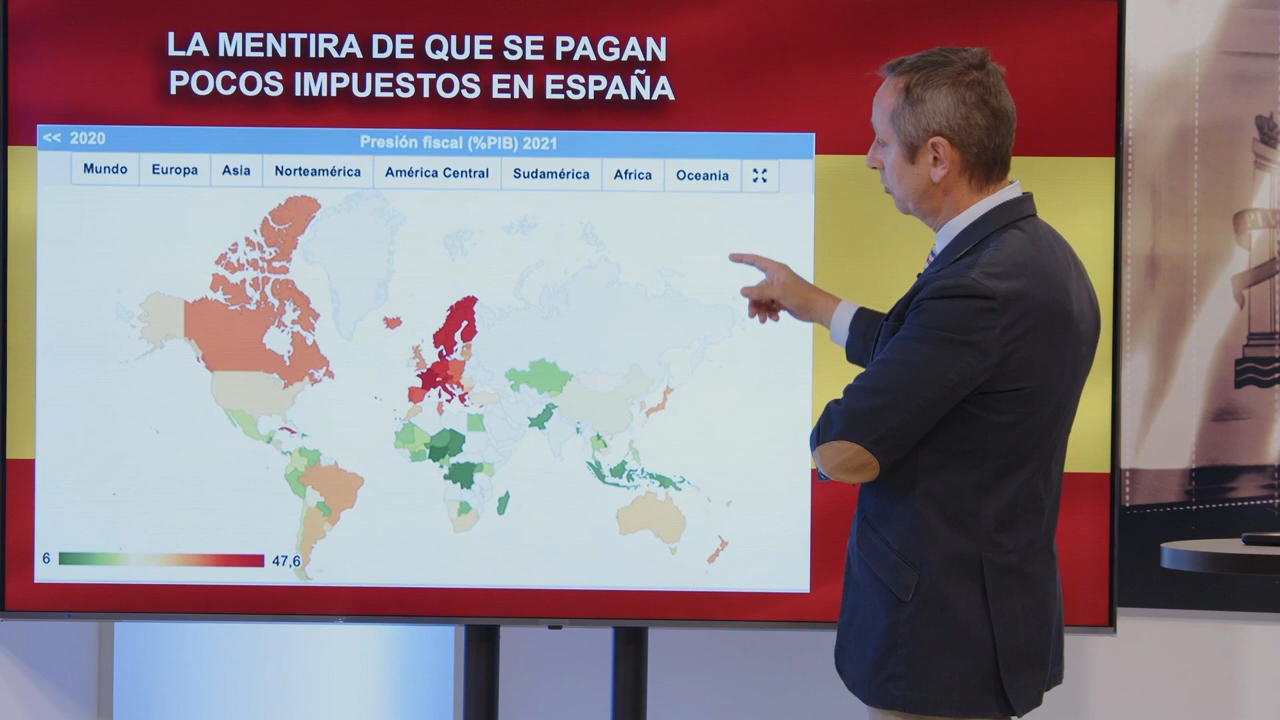 LA MENTIRA DE QUE SE PAGAN
POCOS IMPUESTOS EN ESPAÑA
<< 2020 Presión fiscal (%PIB) 2021
Mundo Europa Asia Norteamérica América Central Sudamérica Africa Oceania
6 47,6